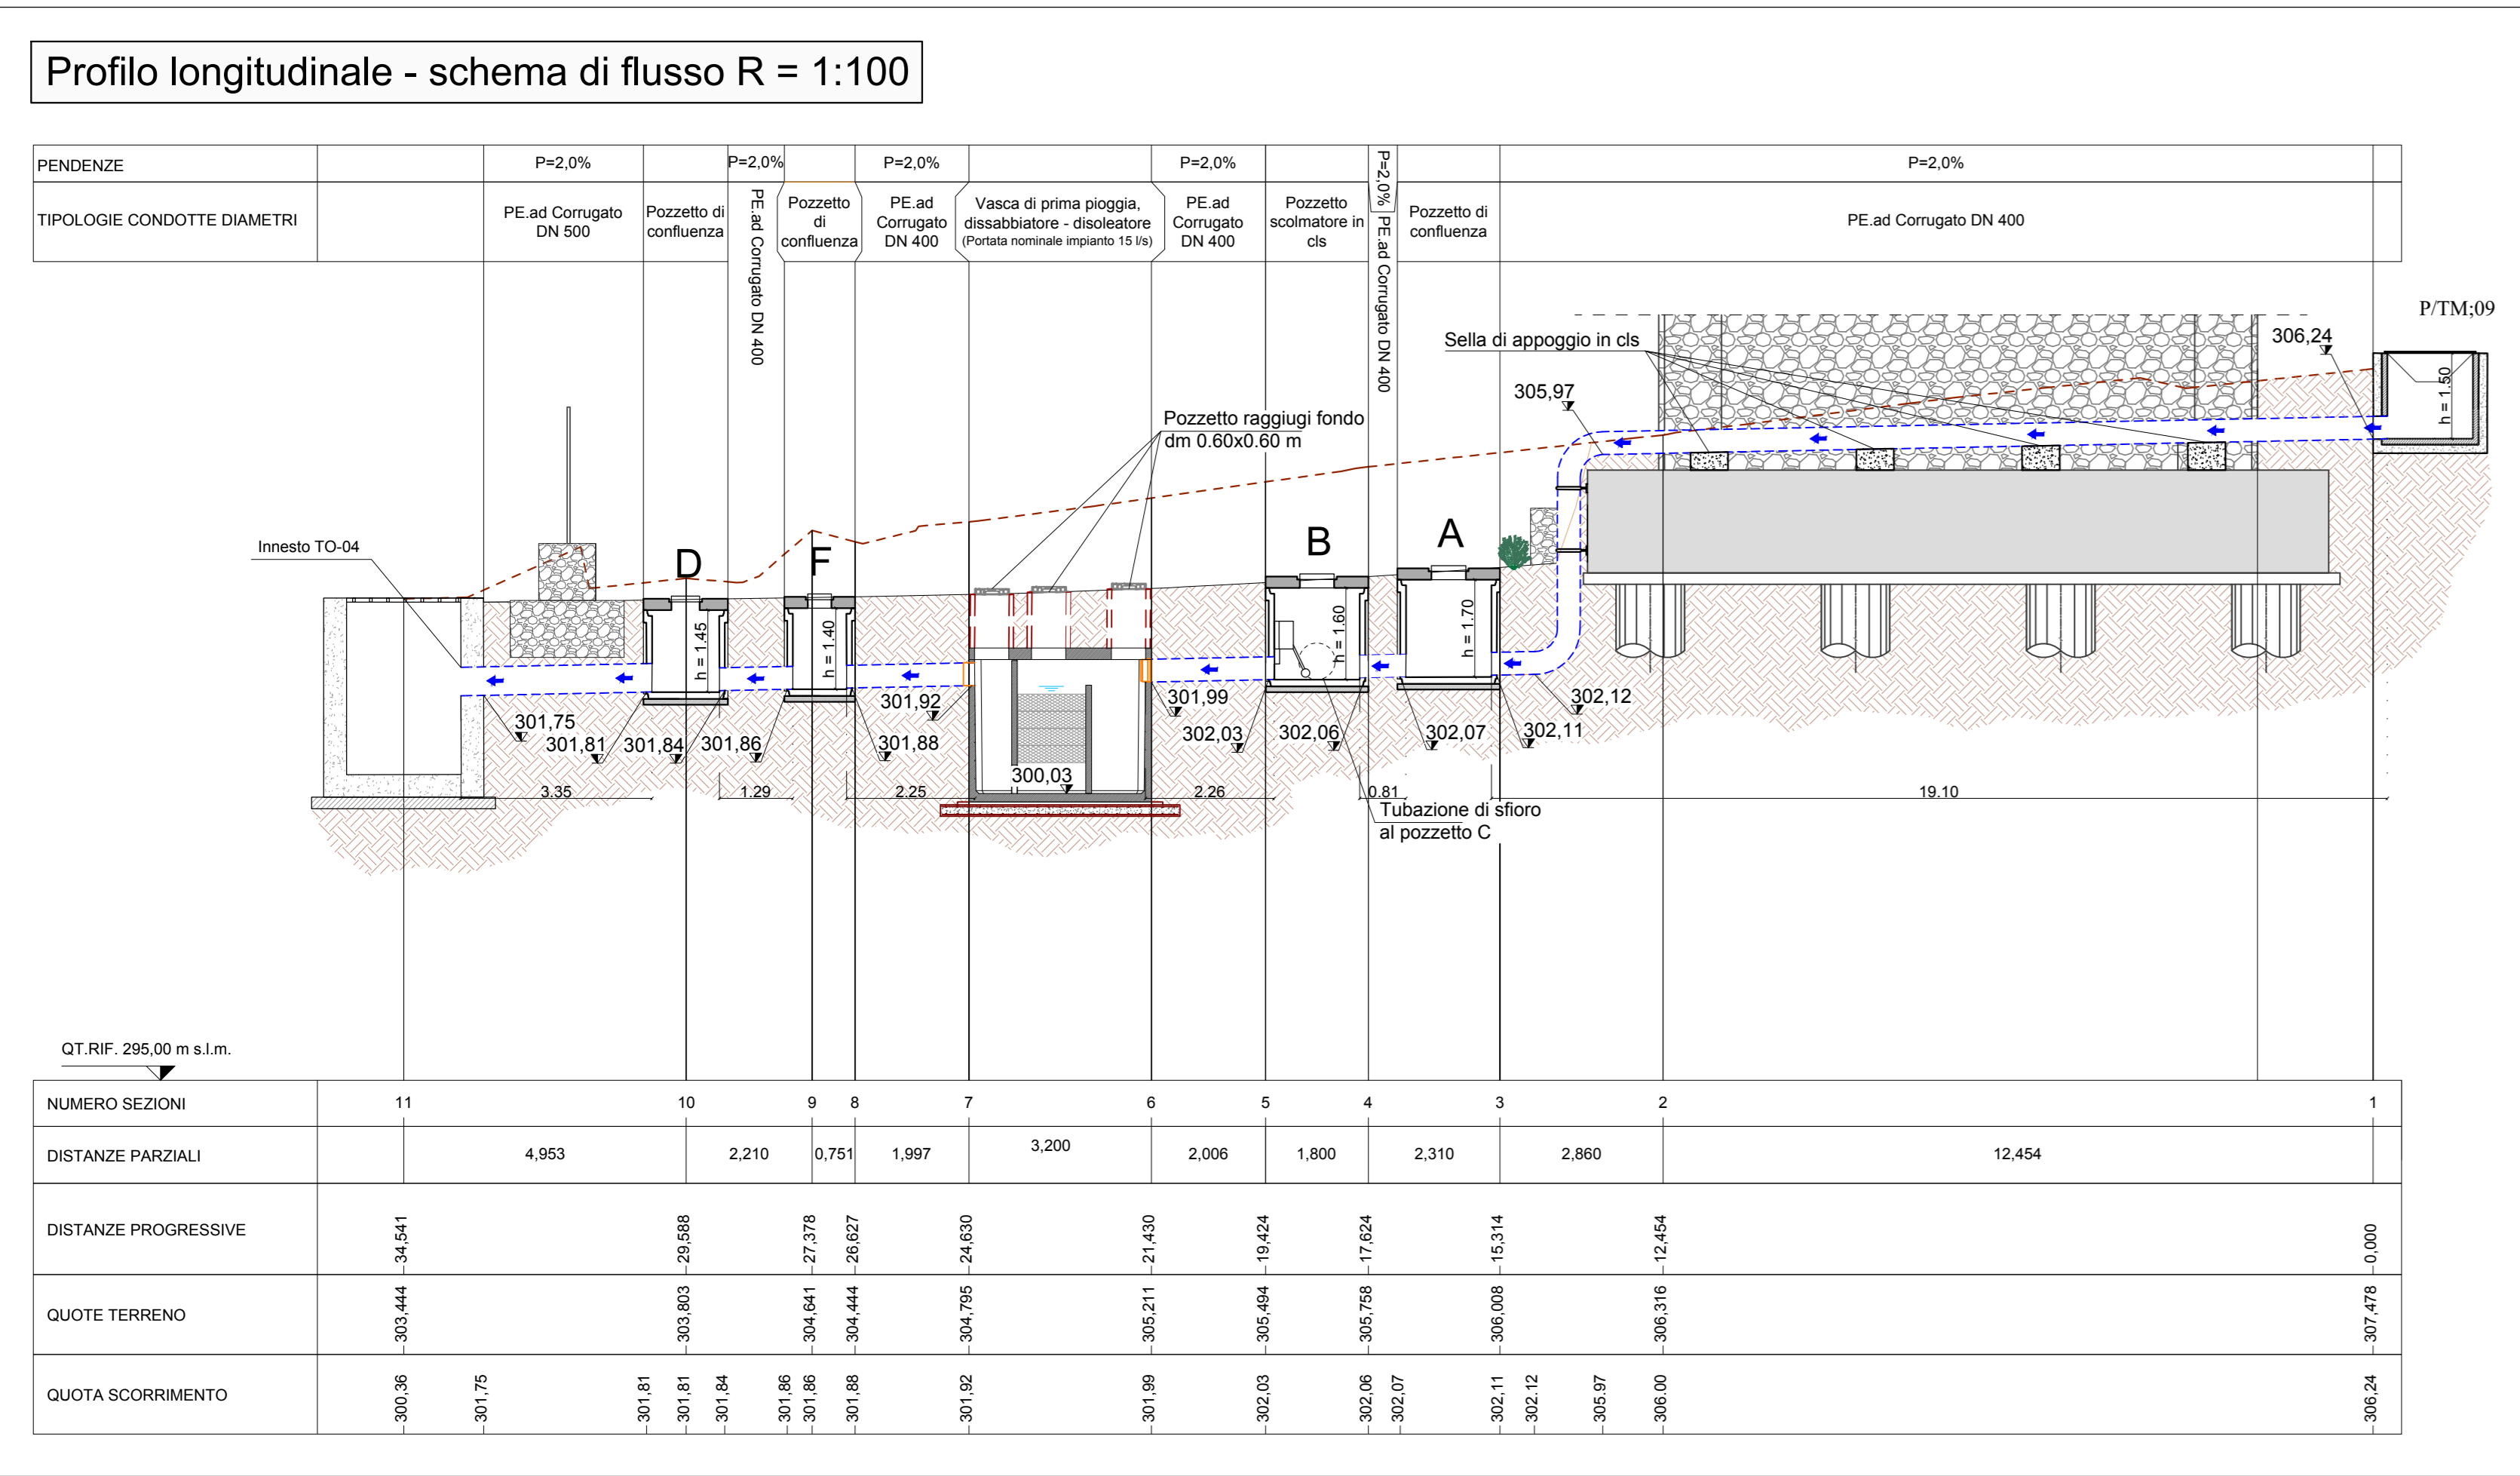 Profilo longitudinale - schema di flusso R = 1:100
PENDENZE
P=2,0%
P=2,0%
P=2,0%
P=2,0%
P=2,0%
P=2,0%
TIPOLOGIE CONDOTTE DIAMETRI
PE.ad Corrugato
DN 500
Pozzetto di
confluenza
PE.ad Corrugato DN 400
Pozzetto
di
confluenza
PE.ad
Corrugato
DN 400
Vasca di prima pioggia,
dissabbiatore - disoleatore
(Portata nominale impianto 15 l/s)
PE.ad
Corrugato
DN 400
Pozzetto
scolmatore in
cls
PE.ad Corrugato DN 400
Pozzetto di
confluenza
PE.ad Corrugato DN 400
P/TM;09
Sella di appoggio in cls
306,24
305,97
h = 1.50
Pozzetto raggiugi fondo
dm 0.60x0.60 m
Innesto TO-04
D
F
B
A
h = 1.45
h = 1.40
h = 1.60
h = 1.70
301,75
301,81
301,84
301,86
301,92
301,88
300,03
301,99
302,03
302,06
302,07
302,11
302,12
3.35
1.29
2.25
2.26
0.81
19.10
Tubazione di sfioro
al pozzetto C
QT.RIF. 295,00 m s.l.m.
NUMERO SEZIONI
11
10
9
8
7
6
5
4
3
2
1
DISTANZE PARZIALI
4,953
2,210
0,751
1,997
3,200
2,006
1,800
2,310
2,860
12,454
DISTANZE PROGRESSIVE
34,541
29,588
27,378
26,627
24,630
21,430
19,424
17,624
15,314
12,454
0,000
QUOTE TERRENO
303,444
303,803
304,641
304,444
304,795
305,211
305,494
305,758
306,008
306,316
307,478
QUOTA SCORRIMENTO
300,36
301,75
301,81
301,81
301,84
301,86
301,86
301,88
301,92
301,99
302,03
302,06
302,07
302,11
302.12
305.97
306.00
306,24